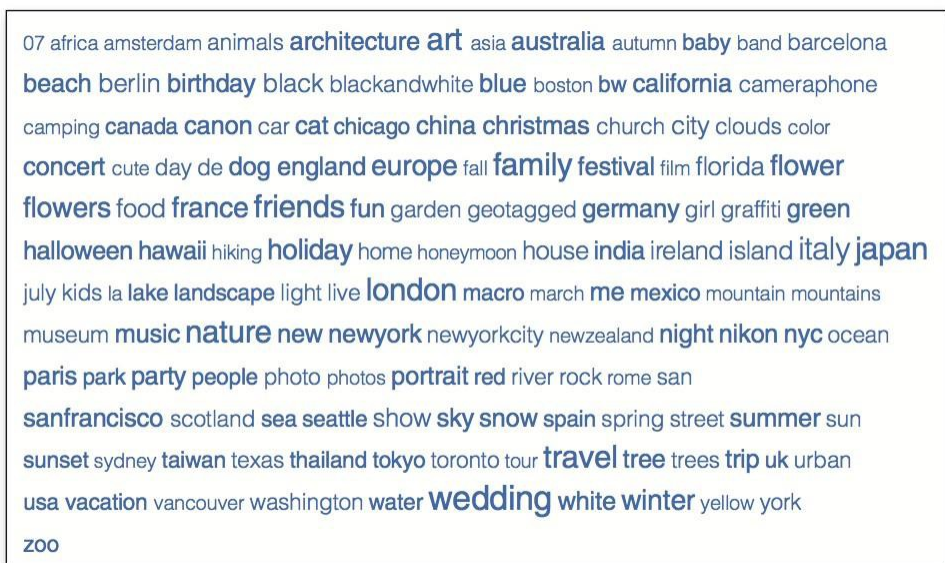 07 africa amsterdam animals architecture art asia australia autumn baby band barcelona
beach berlin birthday black blackandwhite blue boston bw california cameraphone
camping canada canon car cat chicago china christmas church city clouds color
concert cute day de dog england europe fall family festival film florida flower
flowers food france friends fun garden geotagged germany girl graffiti green
halloween hawaii hiking holiday home honeymoon house india ireland island italy japan
july kids la lake landscape light live london macro march me mexico mountain mountains
museum music nature new newyork newyorkcity newzealand night nikon nyc ocean
paris park party people photo photos portrait red river rock rome san
sanfrancisco scotland sea seattle show sky snow spain spring street summer sun
sunset sydney taiwan texas thailand tokyo toronto tour travel tree trees trip uk urban
usa vacation vancouver washington water wedding white winter yellow york
zoo